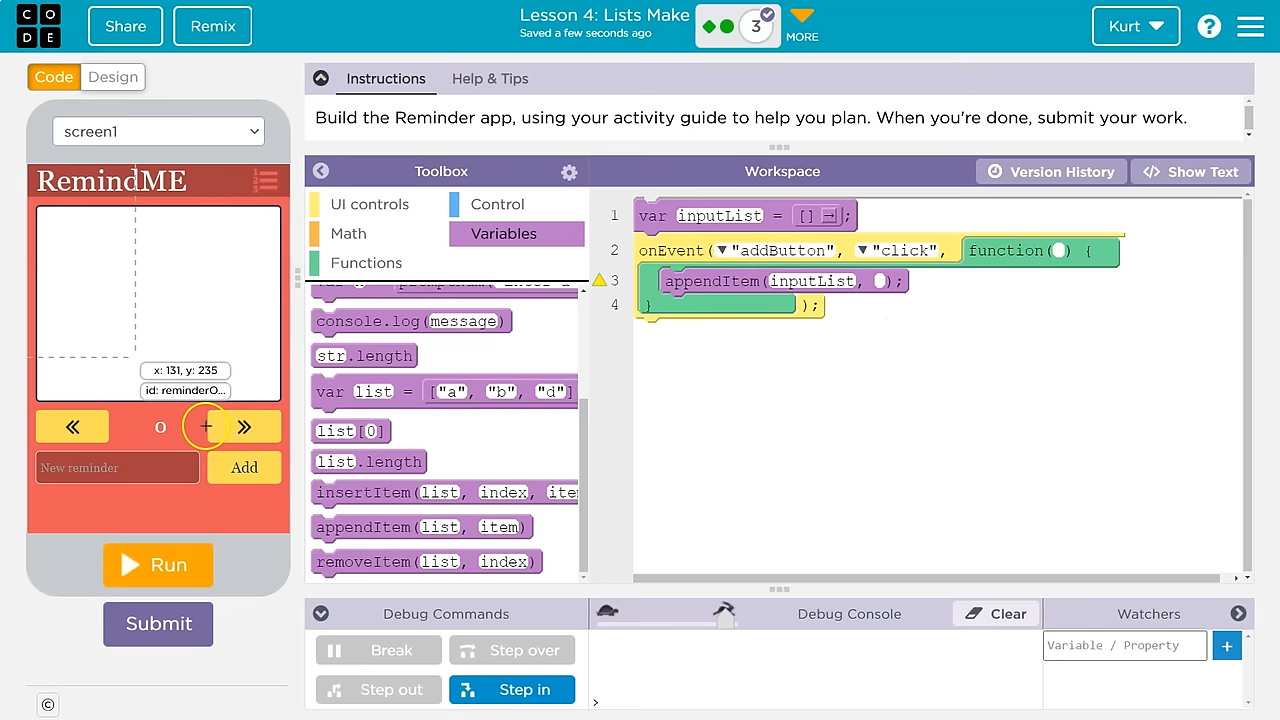 CODE
Share
Remix
Lesson 4: Lists Make
Saved a few seconds ago
3
MORE
Kurt
?
Code
Design
Instructions
Help & Tips
Build the Reminder app, using your activity guide to help you plan. When you're done, submit your work.
screen1
RemindME
x: 131, y: 235
id: reminderO...
0
New reminder
Add
Run
Submit
©
Toolbox
UI controls
Control
Math
Variables
Functions
console.log(message)
str.length
var list = ["a", "b", "d"]
list[0]
list.length
insertItem(list, index, ite
appendItem(list, item)
removeItem(list, index)
Workspace
Version History
</> Show Text
1 var inputList = [];
2 onEvent("addButton", "click", function() {
3 appendItem(inputList, );
4 } );
Debug Commands
Break
Step over
Step out
Step in
Debug Console
Clear
>
Watchers
Variable / Property
+